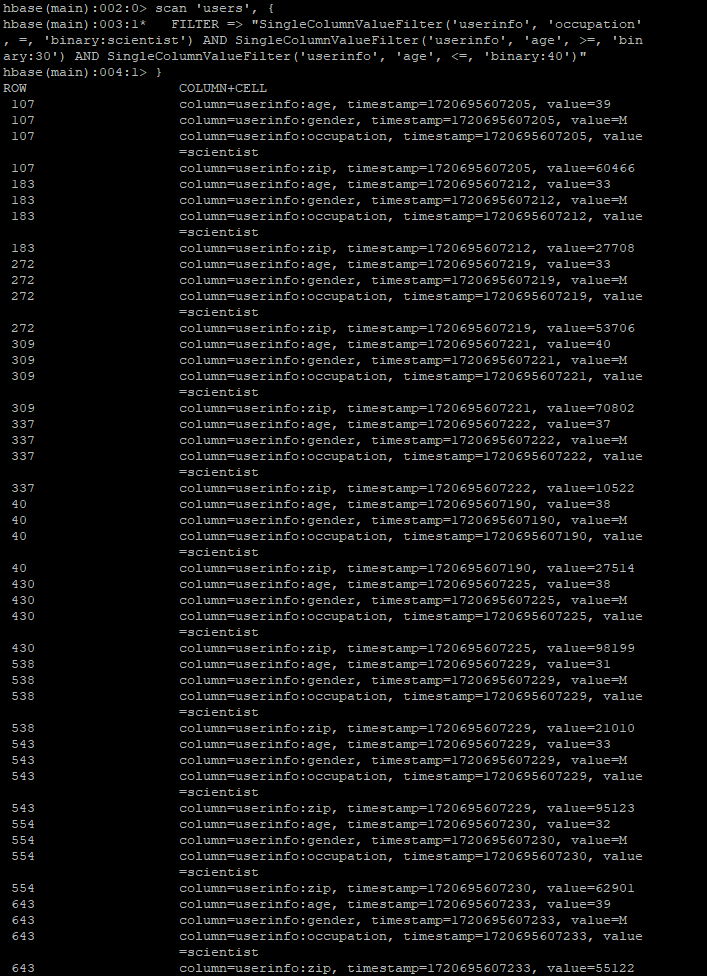 hbase(main):002:0> scan 'users', {
hbase(main):003:1*   FILTER => "SingleColumnValueFilter('userinfo', 'occupation'
, =, 'binary:scientist') AND SingleColumnValueFilter('userinfo', 'age', >=, 'bin
ary:30') AND SingleColumnValueFilter('userinfo', 'age', <=, 'binary:40')"
hbase(main):004:1> }
ROW                   COLUMN+CELL
 107                  column=userinfo:age, timestamp=1720695607205, value=39
 107                  column=userinfo:gender, timestamp=1720695607205, value=M
 107                  column=userinfo:occupation, timestamp=1720695607205, value
                      =scientist
 107                  column=userinfo:zip, timestamp=1720695607205, value=60466
 183                  column=userinfo:age, timestamp=1720695607212, value=33
 183                  column=userinfo:gender, timestamp=1720695607212, value=M
 183                  column=userinfo:occupation, timestamp=1720695607212, value
                      =scientist
 183                  column=userinfo:zip, timestamp=1720695607212, value=27708
 272                  column=userinfo:age, timestamp=1720695607219, value=33
 272                  column=userinfo:gender, timestamp=1720695607219, value=M
 272                  column=userinfo:occupation, timestamp=1720695607219, value
                      =scientist
 272                  column=userinfo:zip, timestamp=1720695607219, value=53706
 309                  column=userinfo:age, timestamp=1720695607221, value=40
 309                  column=userinfo:gender, timestamp=1720695607221, value=M
 309                  column=userinfo:occupation, timestamp=1720695607221, value
                      =scientist
 309                  column=userinfo:zip, timestamp=1720695607221, value=70802
 337                  column=userinfo:age, timestamp=1720695607222, value=37
 337                  column=userinfo:gender, timestamp=1720695607222, value=M
 337                  column=userinfo:occupation, timestamp=1720695607222, value
                      =scientist
 337                  column=userinfo:zip, timestamp=1720695607222, value=10522
 40                   column=userinfo:age, timestamp=1720695607190, value=38
 40                   column=userinfo:gender, timestamp=1720695607190, value=M
 40                   column=userinfo:occupation, timestamp=1720695607190, value
                      =scientist
 40                   column=userinfo:zip, timestamp=1720695607190, value=27514
 430                  column=userinfo:age, timestamp=1720695607225, value=38
 430                  column=userinfo:gender, timestamp=1720695607225, value=M
 430                  column=userinfo:occupation, timestamp=1720695607225, value
                      =scientist
 430                  column=userinfo:zip, timestamp=1720695607225, value=98199
 538                  column=userinfo:age, timestamp=1720695607229, value=31
 538                  column=userinfo:gender, timestamp=1720695607229, value=M
 538                  column=userinfo:occupation, timestamp=1720695607229, value
                      =scientist
 538                  column=userinfo:zip, timestamp=1720695607229, value=21010
 543                  column=userinfo:age, timestamp=1720695607229, value=33
 543                  column=userinfo:gender, timestamp=1720695607229, value=M
 543                  column=userinfo:occupation, timestamp=1720695607229, value
                      =scientist
 543                  column=userinfo:zip, timestamp=1720695607229, value=95123
 554                  column=userinfo:age, timestamp=1720695607230, value=32
 554                  column=userinfo:gender, timestamp=1720695607230, value=M
 554                  column=userinfo:occupation, timestamp=1720695607230, value
                      =scientist
 554                  column=userinfo:zip, timestamp=1720695607230, value=62901
 643                  column=userinfo:age, timestamp=1720695607233, value=39
 643                  column=userinfo:gender, timestamp=1720695607233, value=M
 643                  column=userinfo:occupation, timestamp=1720695607233, value
                      =scientist
 643                  column=userinfo:zip, timestamp=1720695607233, value=55122